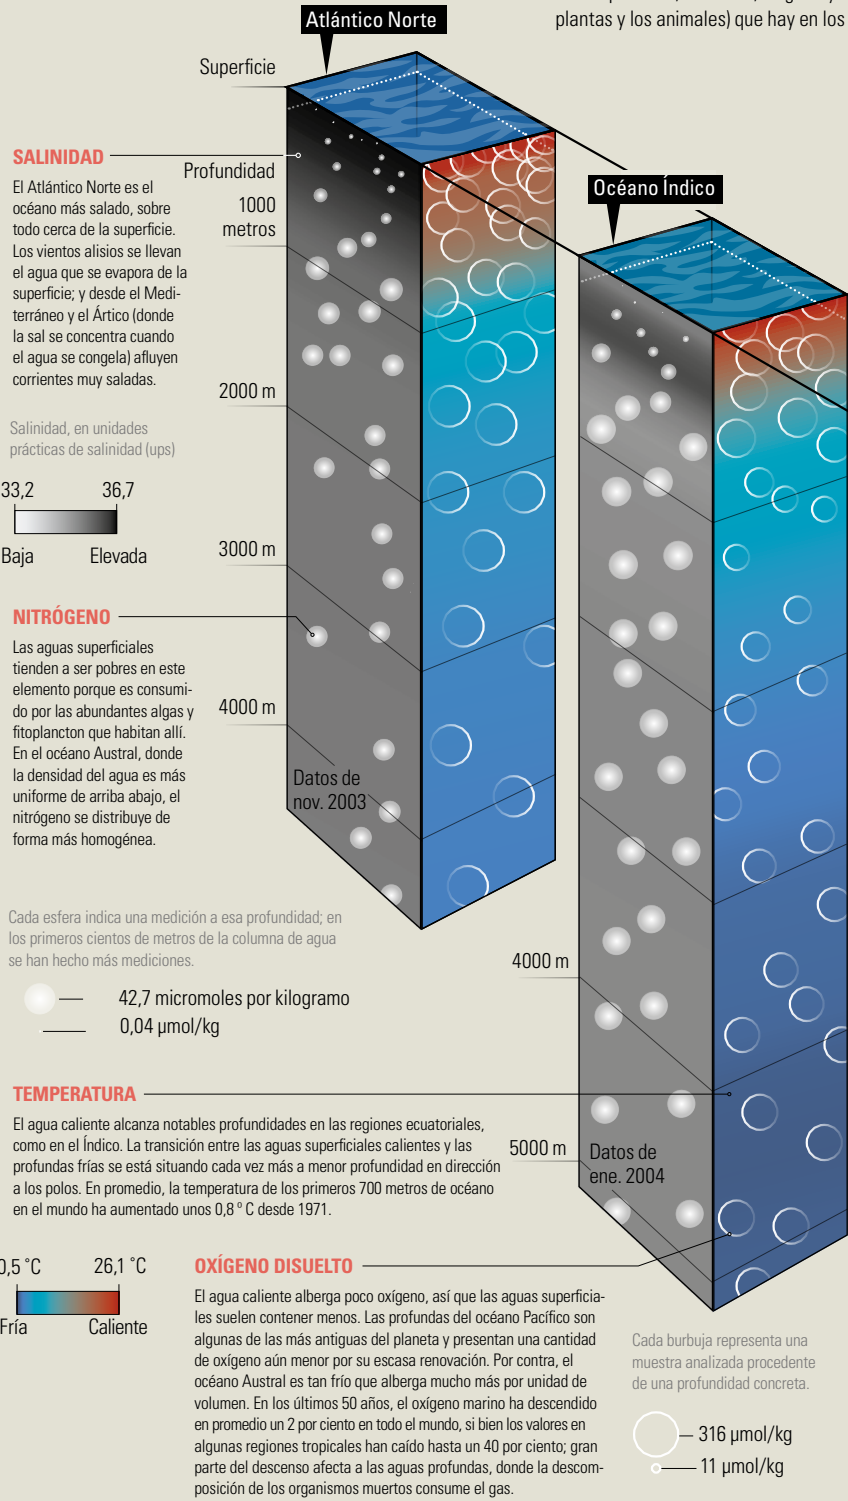 plantas y los animales) que hay en los
Atlántico Norte
Superficie
SALINIDAD
El Atlántico Norte es el
océano más salado, sobre
todo cerca de la superficie.
Los vientos alisios se llevan
el agua que se evapora de la
superficie; y desde el Medi-
terráneo y el Ártico (donde
la sal se concentra cuando
el agua se congela) afluyen
corrientes muy saladas.
Profundidad
1000
metros
Océano Índico
2000 m
Salinidad, en unidades
prácticas de salinidad (ups)
33,2 36,7
Baja Elevada
3000 m
NITRÓGENO
Las aguas superficiales
tienden a ser pobres en este
elemento porque es consumi-
do por las abundantes algas y
fitoplancton que habitan allí.
En el océano Austral, donde
la densidad del agua es más
uniforme de arriba abajo, el
nitrógeno se distribuye de
forma más homogénea.
4000 m
Datos de
nov. 2003
Cada esfera indica una medición a esa profundidad; en
los primeros cientos de metros de la columna de agua
se han hecho más mediciones.
42,7 micromoles por kilogramo
0,04 µmol/kg
4000 m
TEMPERATURA
El agua caliente alcanza notables profundidades en las regiones ecuatoriales,
como en el Índico. La transición entre las aguas superficiales calientes y las
profundas frías se está situando cada vez más a menor profundidad en dirección
a los polos. En promedio, la temperatura de los primeros 700 metros de océano
en el mundo ha aumentado unos 0,8 º C desde 1971.
5000 m
Datos de
ene. 2004
0,5 ˚C 26,1 ˚C
Fría Caliente
OXÍGENO DISUELTO
El agua caliente alberga poco oxígeno, así que las aguas superficia-
les suelen contener menos. Las profundas del océano Pacífico son
algunas de las más antiguas del planeta y presentan una cantidad
de oxígeno aún menor por su escasa renovación. Por contra, el
océano Austral es tan frío que alberga mucho más por unidad de
volumen. En los últimos 50 años, el oxígeno marino ha descendido
en promedio un 2 por ciento en todo el mundo, si bien los valores en
algunas regiones tropicales han caído hasta un 40 por ciento; gran
parte del descenso afecta a las aguas profundas, donde la descom-
posición de los organismos muertos consume el gas.
Cada burbuja representa una
muestra analizada procedente
de una profundidad concreta.
316 µmol/kg
11 µmol/kg